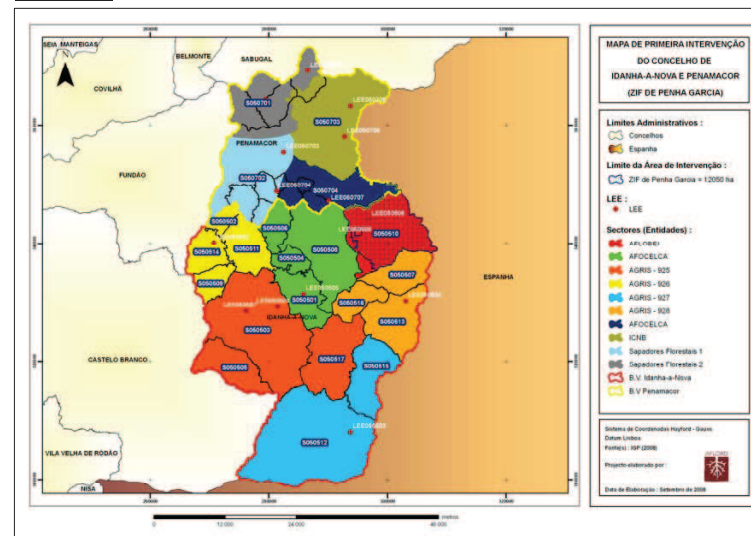 MAPA DE PRIMEIRA INTERVENÇÃO
DO CONCELHO DE
IDANHA-A-NOVA E PENAMACOR
(ZIF DE PENHA GARCIA)
Limites Administrativos :
Concelhos
Espanha
Limite da Área de Intervenção :
ZIF de Penha Garcia = 12050 ha
LEE :
LEE
Sectores (Entidades) :
AFLOBEI
AFOCELCA
AGRIS - 925
AGRIS - 926
AGRIS - 927
AGRIS - 928
AFOCELCA
ICNB
Sapadores Florestais 1
Sapadores Florestais 2
B.V. Idanha-a-Nova
B.V Penamacor
Sistema de Coordenadas Hayford - Gauss
Datum Lisboa
Fonte(s) : IGP (2008)
Projecto elaborado por :
AFLOBEI
Data de Elaboração : Setembro de 2008
SEIA
MANTEIGAS
BELMONTE
SABUGAL
COVILHÃ
S050701
S050703
PENAMACOR
FUNDÃO
S050702
LEE050704
S050704
LEE050707
S050502
S050506
S050510
S050514
S050511
S050504
S050507
ESPANHA
S050509
S050501
S050513
IDANHA-A-NOVA
S050503
CASTELO BRANCO
S050517
S050515
S050512
VILA VELHA DE RODÃO
NISA
0
12 000
24 000
48 000
metros